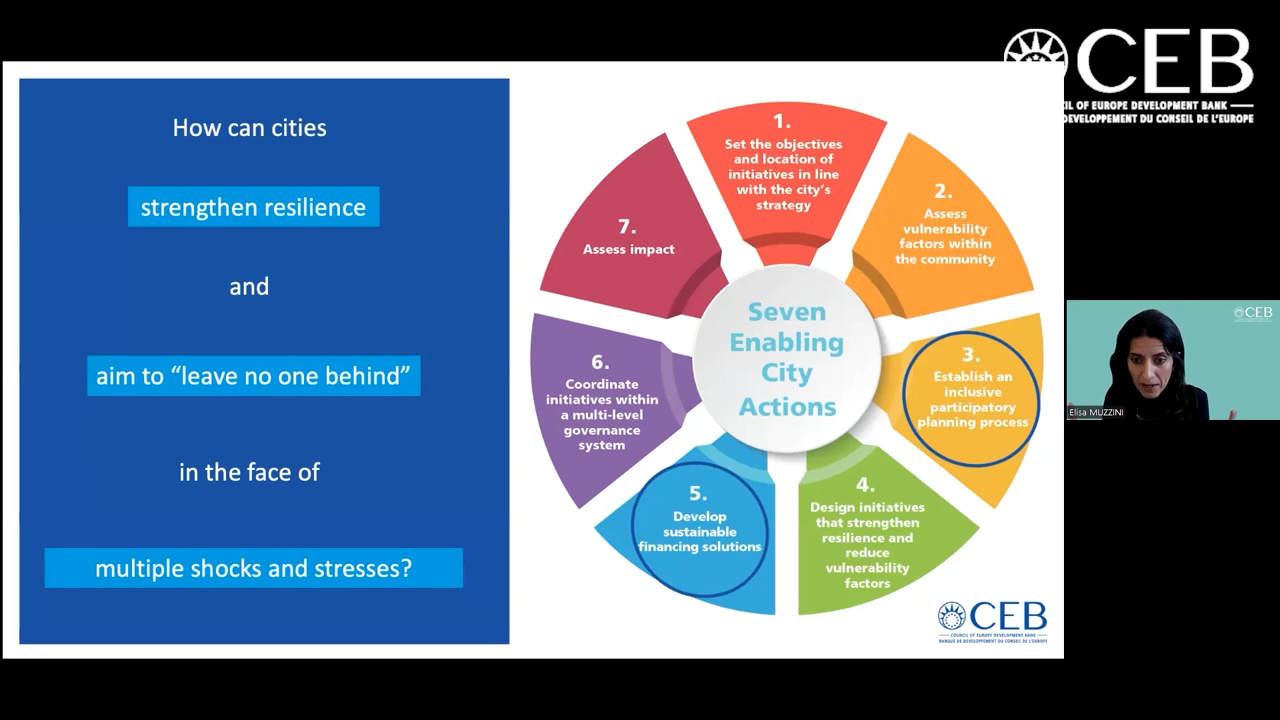 CEB
CIL OF EUROPE DEVELOPMENT BANK
DEVELOPPEMENT DU CONSEIL DE L'EUROPE
How can cities
strengthen resilience
and
aim to “leave no one behind”
in the face of
multiple shocks and stresses?
Seven
Enabling
City
Actions
1.
Set the objectives
and location of
initiatives in line
with the city's
strategy
2.
Assess
vulnerability
factors within
the community
3.
Establish an
inclusive
participatory
planning process
4.
Design initiatives
that strengthen
resilience and
reduce
vulnerability
factors
5.
Develop
sustainable
financing solutions
6.
Coordinate
initiatives within
a multi-level
governance
system
7.
Assess impact
CEB
COUNCIL OF EUROPE DEVELOPMENT BANK
BANQUE DE DÉVELOPPEMENT DU CONSEIL DE L'EUROPE
CEB
Elisa MUZZINI